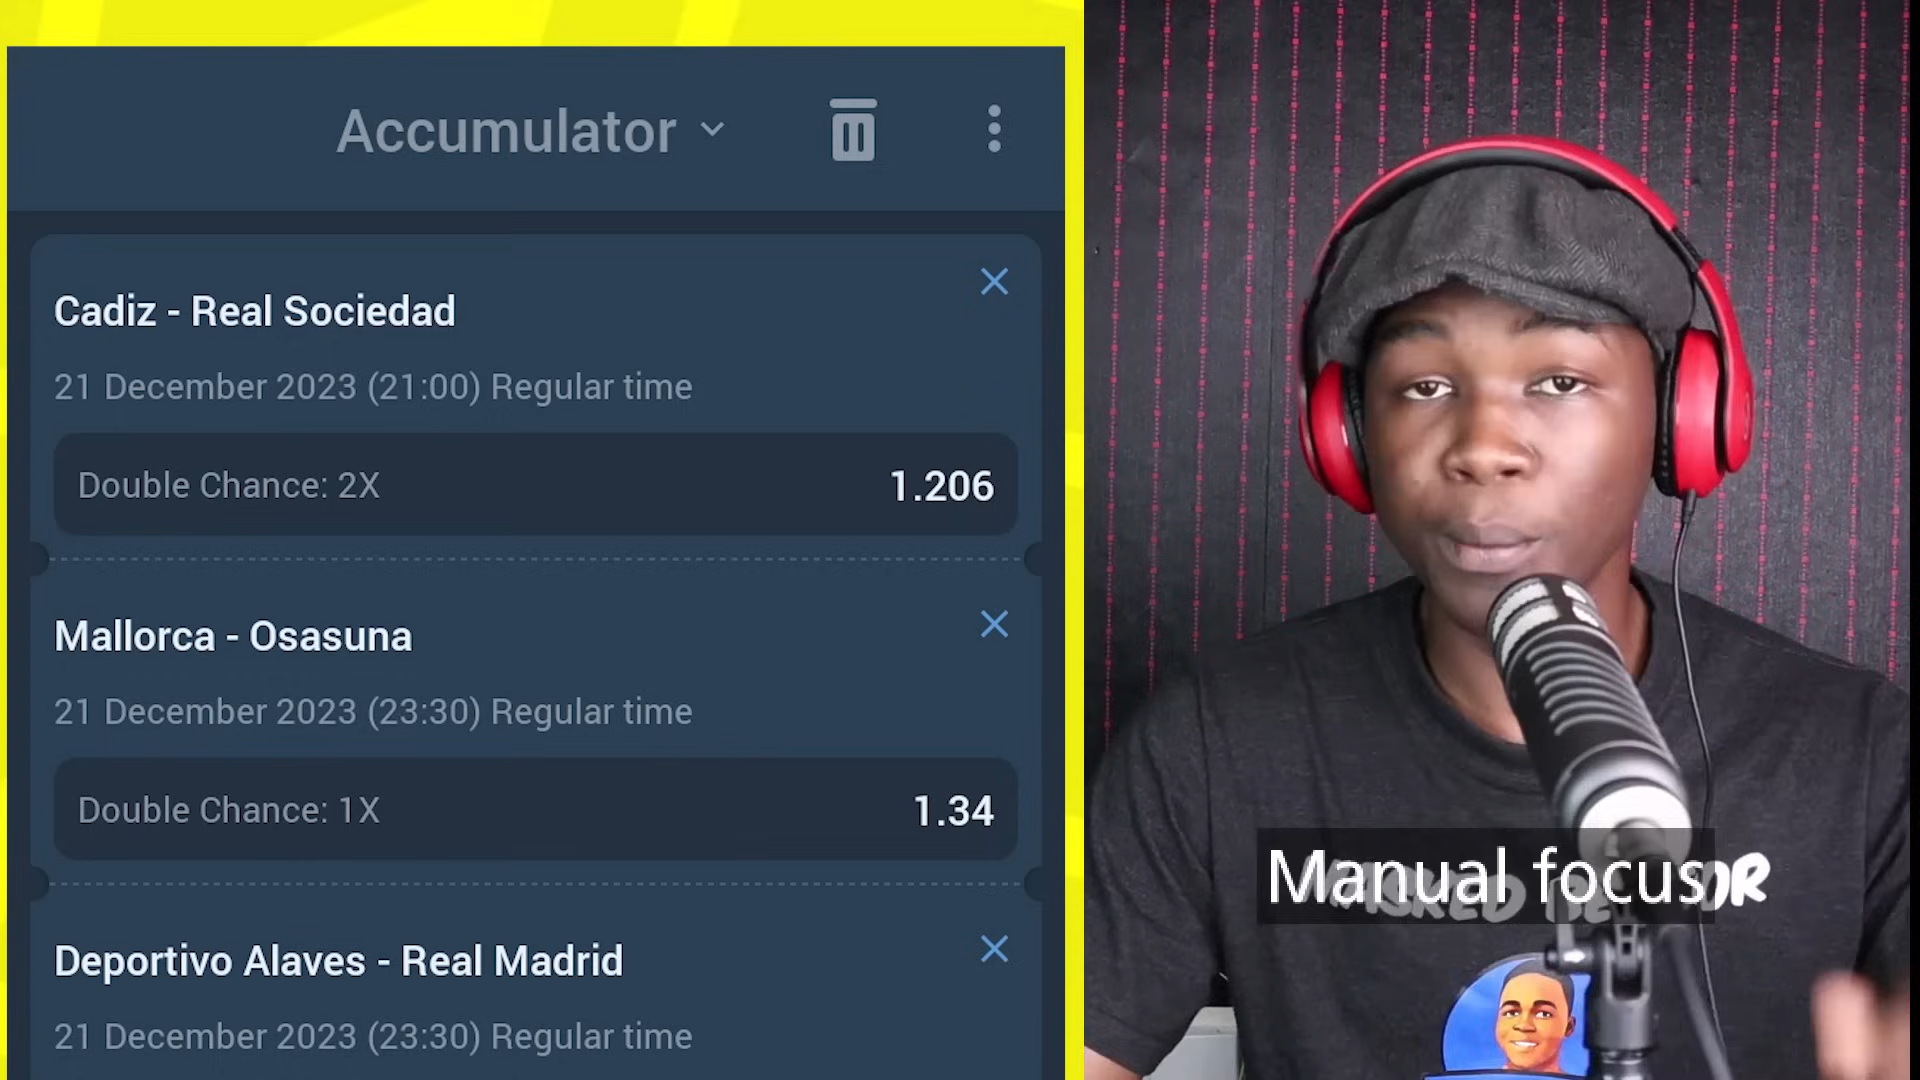 Accumulator
Cadiz - Real Sociedad
21 December 2023 (21:00) Regular time
Double Chance: 2X
1.206
Mallorca - Osasuna
21 December 2023 (23:30) Regular time
Double Chance: 1X
1.34
Deportivo Alaves - Real Madrid
21 December 2023 (23:30) Regular time
Manual focus